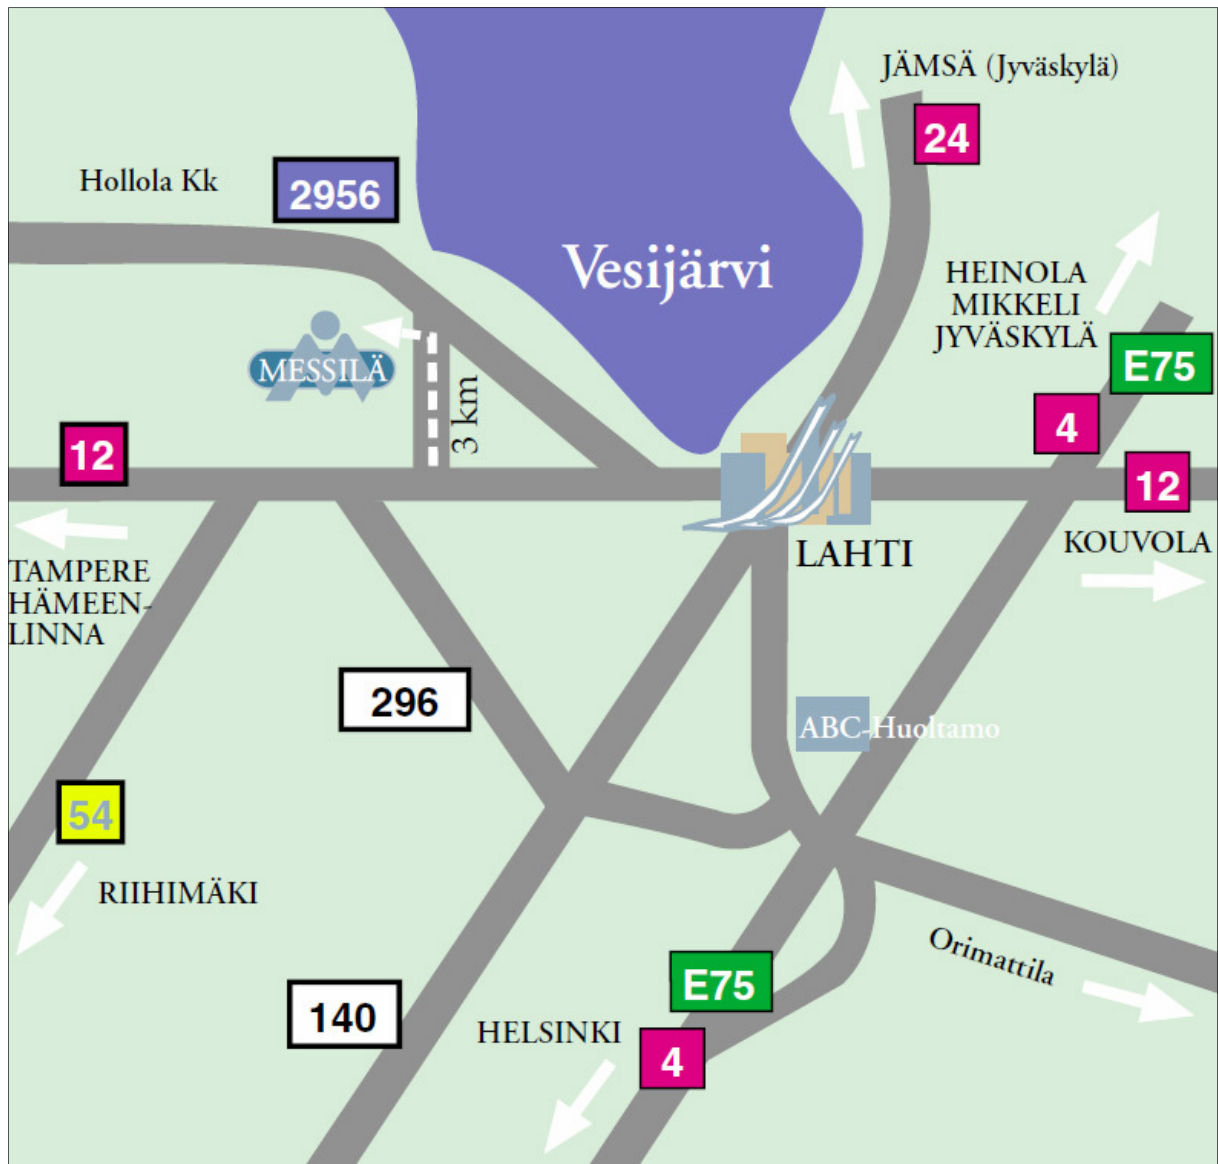 JÄMSÄ (Jyväskylä)
24
Hollola Kk
2956
Vesijärvi
HEINOLA
MIKKELI
JYVÄSKYLÄ
E75
4
MESSILÄ
3 km
12
12
KOUVOLA
LAHTI
TAMPERE
HÄMEEN-
LINNA
296
ABC-Huoltamo
54
RIIHIMÄKI
Orimattila
E75
140
HELSINKI
4